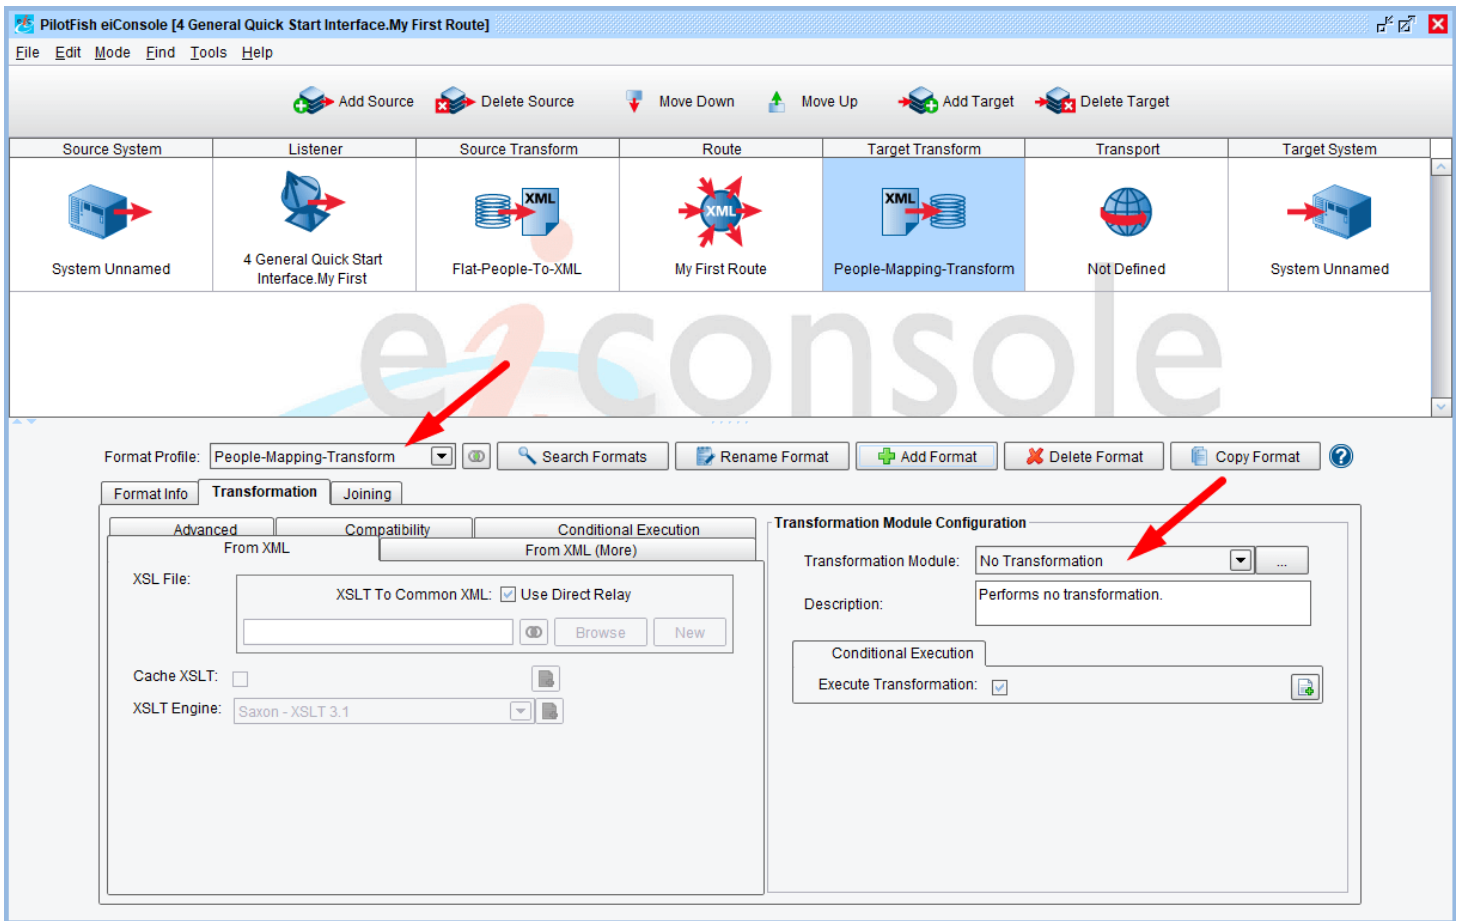 PilotFish eiConsole [4 General Quick Start Interface.My First Route]
File Edit Mode Find Tools Help
Add Source Delete Source Move Down Move Up Add Target Delete Target
Source System Listener Source Transform Route Target Transform Transport Target System
XML XML XML
System Unnamed 4 General Quick Start Flat-People-To-XML My First Route People-Mapping-Transform Not Defined System Unnamed
Interface.My First
eiconsole
Format Profile: People-Mapping-Transform Search Formats Rename Format Add Format Delete Format Copy Format ?
Format Info Transformation Joining
Advanced Compatibility Conditional Execution
From XML From XML (More)
XSL File:
XSLT To Common XML: Use Direct Relay
Browse New
Cache XSLT:
XSLT Engine: Saxon - XSLT 3.1
Transformation Module Configuration
Transformation Module: No Transformation ...
Description: Performs no transformation.
Conditional Execution
Execute Transformation: